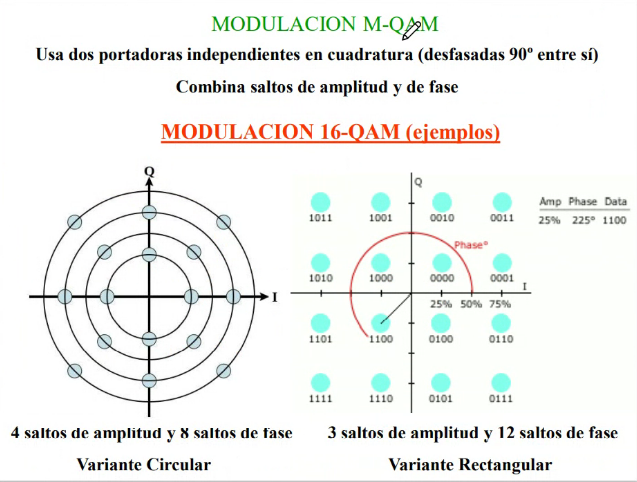 MODULACION M-QAM
Usa dos portadoras independientes en cuadratura (desfasadas 90º entre sí)
Combina saltos de amplitud y de fase
MODULACION 16-QAM (ejemplos)
Q
I
4 saltos de amplitud y 8 saltos de fase
Variante Circular
Q
1011 1001 0010 0011
Amp Phase Data
25% 225° 1100
Phase°
1010 1000 0000 0001
I
25% 50% 75%
1101 1100 0100 0110
1111 1110 0101 0111
3 saltos de amplitud y 12 saltos de fase
Variante Rectangular